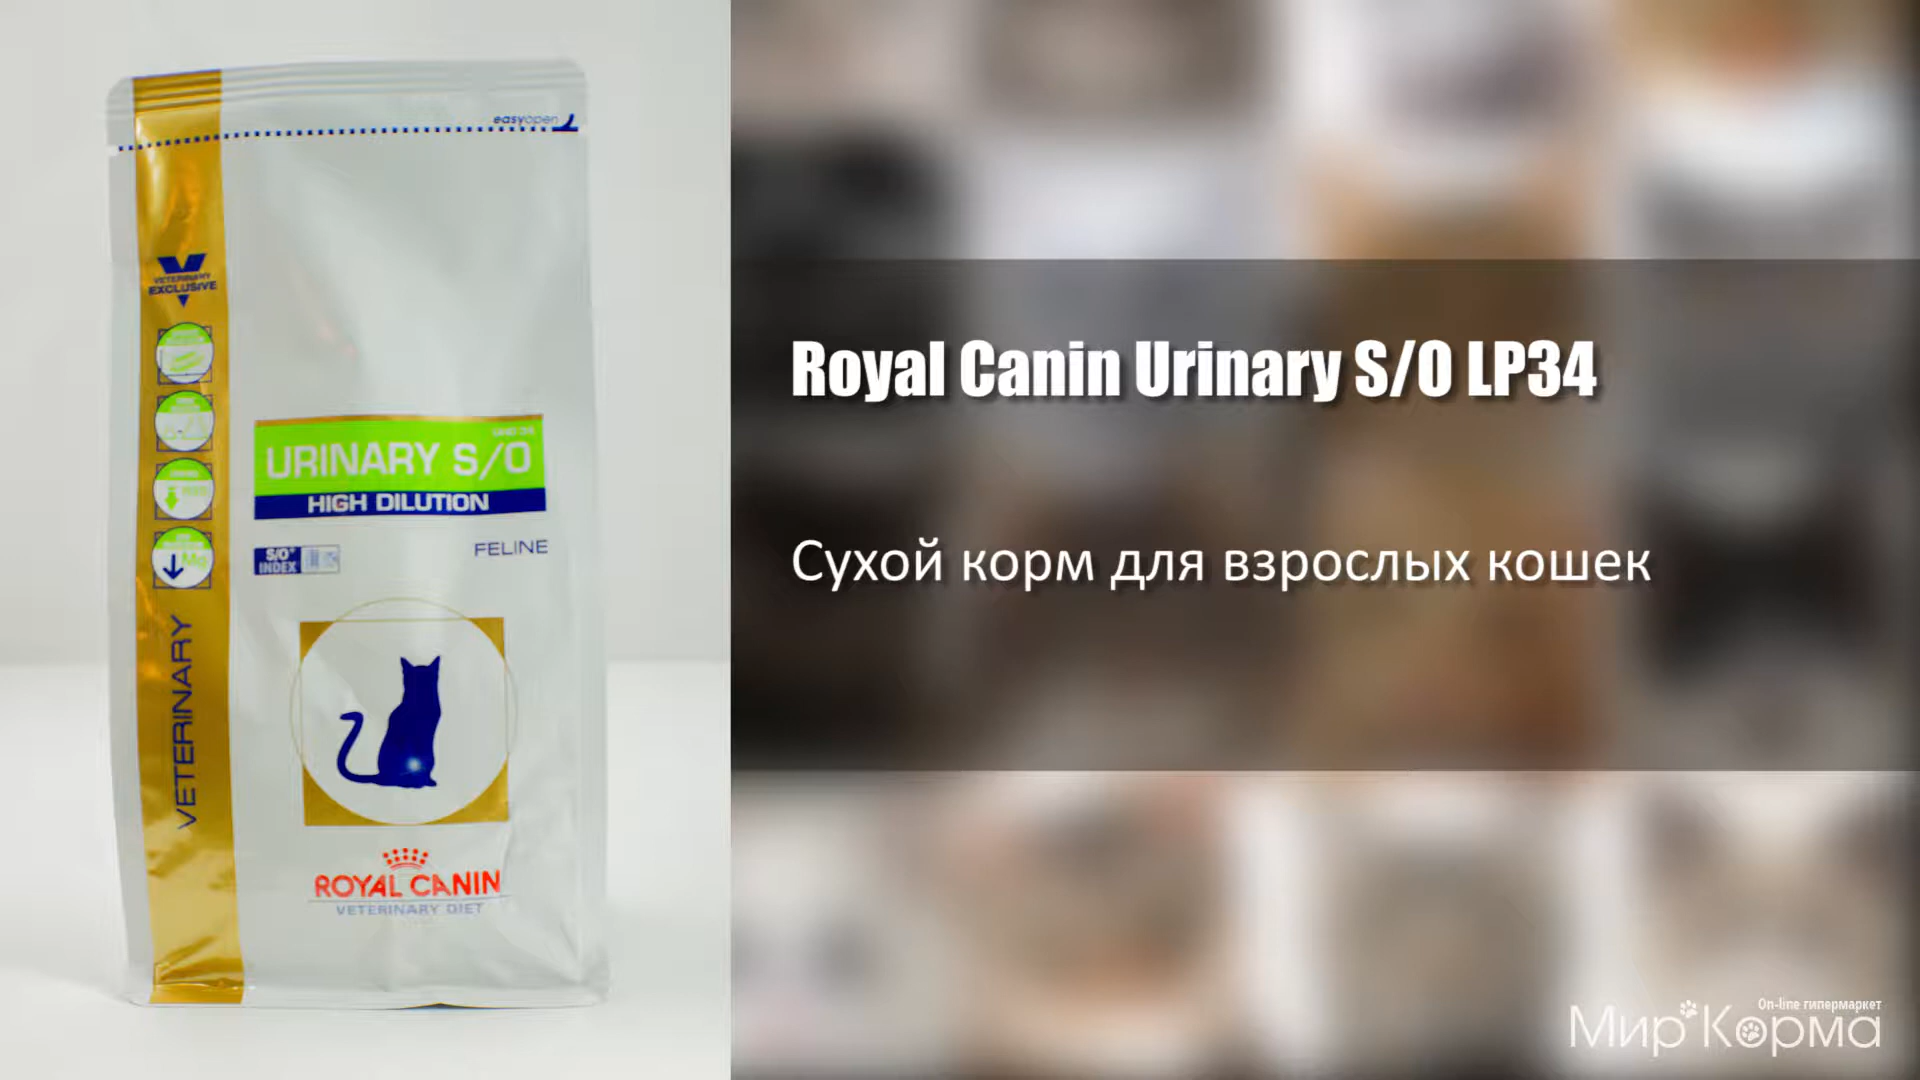 easyopen
VETERINARY
EXCLUSIVE
URINARY S/O
HIGH DILUTION
S/O
INDEX
FELINE
Mg
VETERINARY
ROYAL CANIN
VETERINARY DIET
Royal Canin Urinary S/O LP34
Сухой корм для взрослых кошек
On-line гипермаркет
Мир Корма